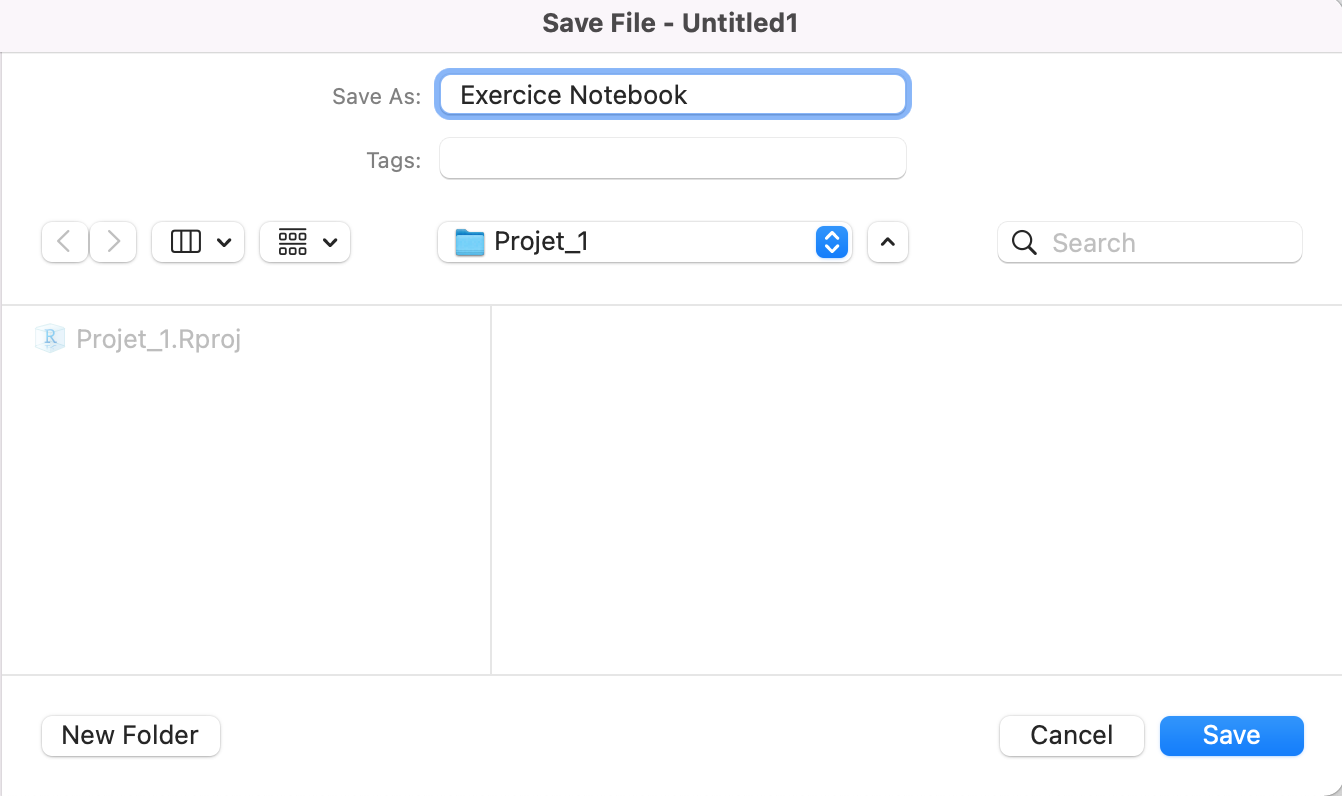 Save File - Untitled1
Save As: Exercice Notebook
Tags:
Projet_1
Search
R Projet_1.Rproj
New Folder
Cancel
Save